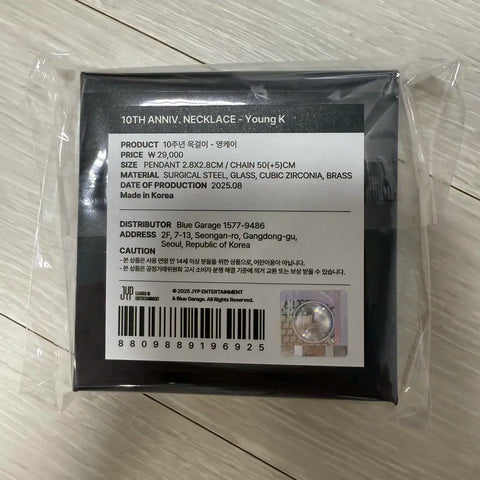 10TH ANNIV. NECKLACE - Young K
PRODUCT 10주년 목걸이 - 영케이
PRICE ₩ 29,000
SIZE PENDANT 2.8X2.8CM / CHAIN 50(+5)CM
MATERIAL SURGICAL STEEL, GLASS, CUBIC ZIRCONIA, BRASS
DATE OF PRODUCTION 2025.08
Made in Korea
DISTRIBUTOR Blue Garage 1577-9486
ADDRESS 2F, 7-13, Seongan-ro, Gangdong-gu,
Seoul, Republic of Korea
CAUTION
- 본 상품은 사용 연령 만 14세 이상 분들을 위한 상품으로, 어린이용이 아닙니다.
- 본 상품은 공정거래위원회 고시 소비자 분쟁 해결 기준에 의거 교환 또는 보상 받을 수 있습니다.
JYP LEADER IN
ENTERTAINMENT
© 2025 JYP ENTERTAINMENT
& Blue Garage. All Rights Reserved.
8809889196925